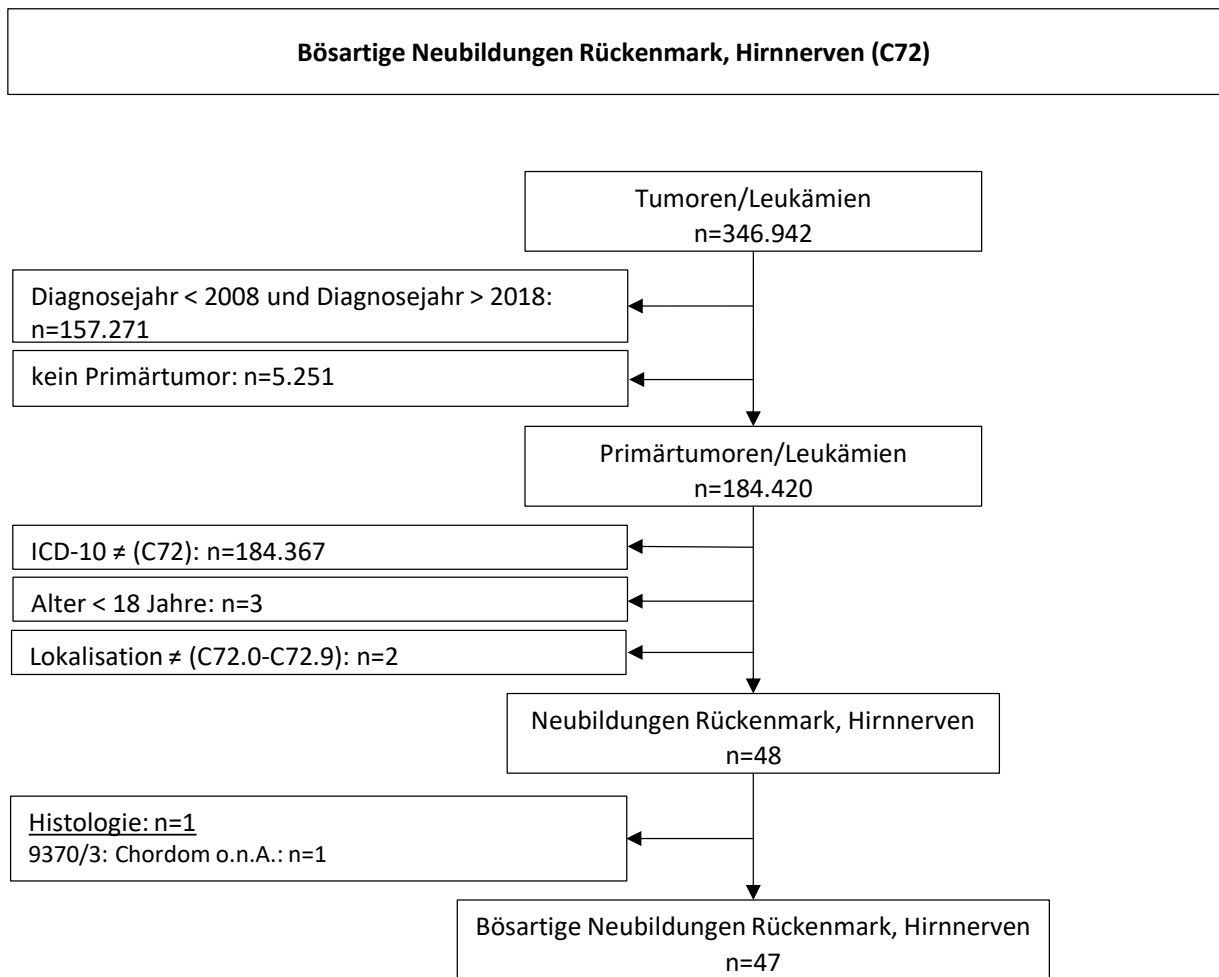 Bösartige Neubildungen Rückenmark, Hirnnerven (C72)
Tumoren/Leukämien
n=346.942
Diagnosejahr < 2008 und Diagnosejahr > 2018:
n=157.271
kein Primärtumor: n=5.251
Primärtumoren/Leukämien
n=184.420
ICD-10 ≠ (C72): n=184.367
Alter < 18 Jahre: n=3
Lokalisation ≠ (C72.0-C72.9): n=2
Neubildungen Rückenmark, Hirnnerven
n=48
Histologie: n=1
9370/3: Chordom o.n.A.: n=1
Bösartige Neubildungen Rückenmark, Hirnnerven
n=47